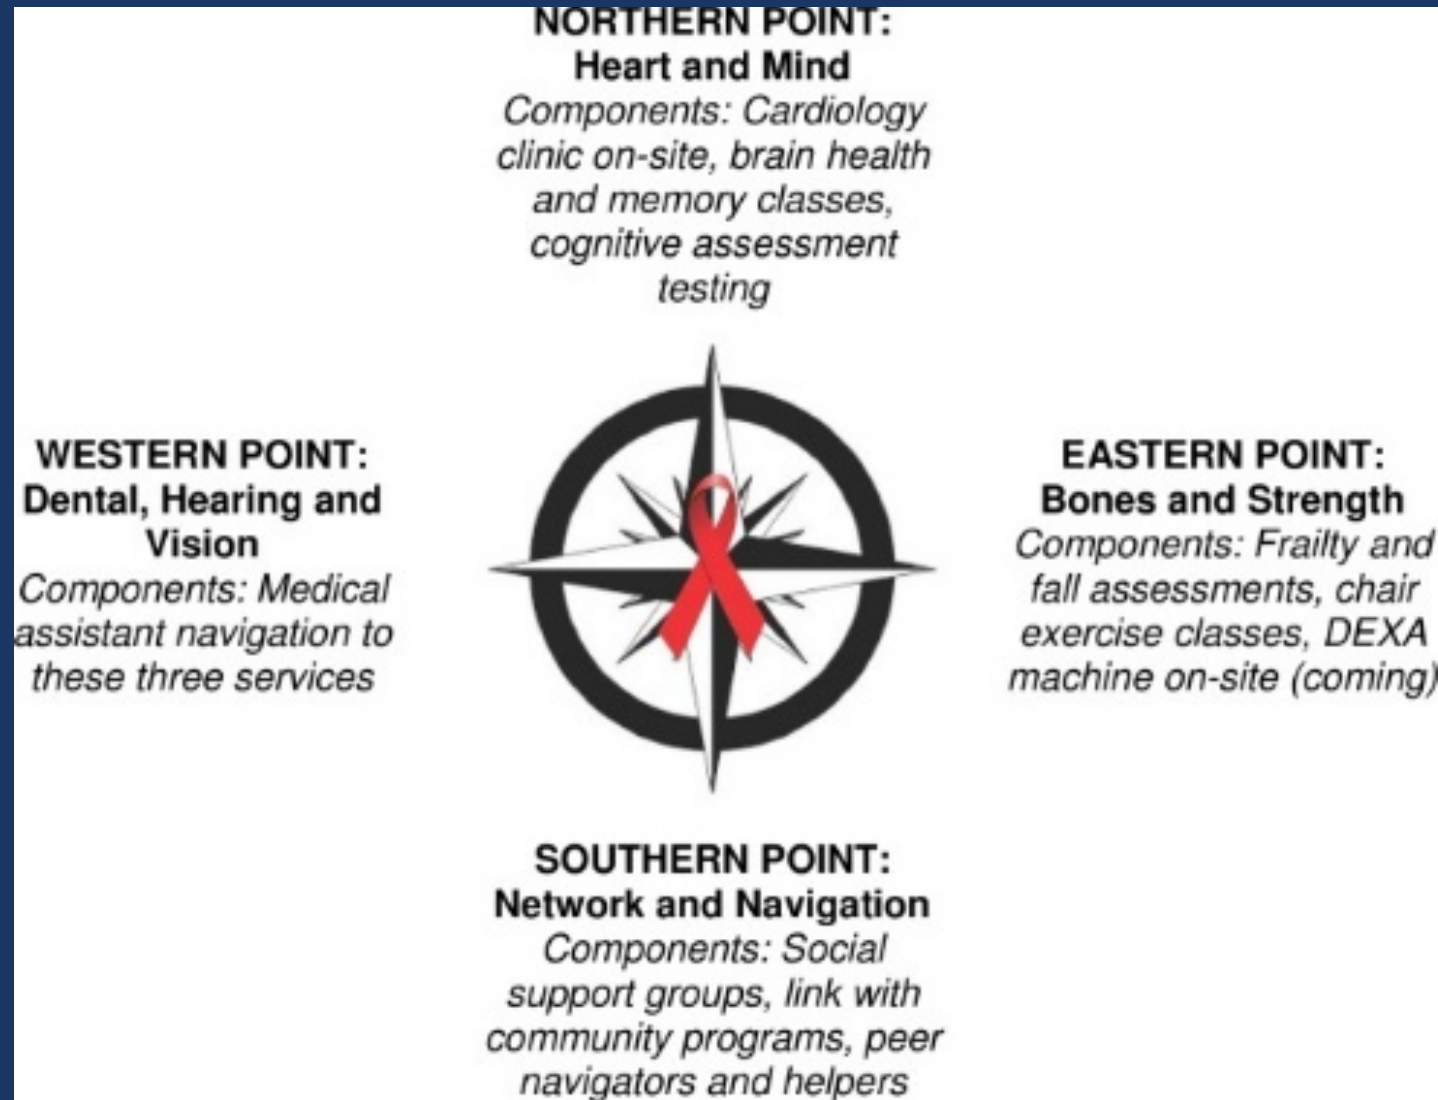 NORTHERN POINT:
Heart and Mind
Components: Cardiology
clinic on-site, brain health
and memory classes,
cognitive assessment
testing
WESTERN POINT:
Dental, Hearing and
Vision
Components: Medical
assistant navigation to
these three services
EASTERN POINT:
Bones and Strength
Components: Frailty and
fall assessments, chair
exercise classes, DEXA
machine on-site (coming)
SOUTHERN POINT:
Network and Navigation
Components: Social
support groups, link with
community programs, peer
navigators and helpers